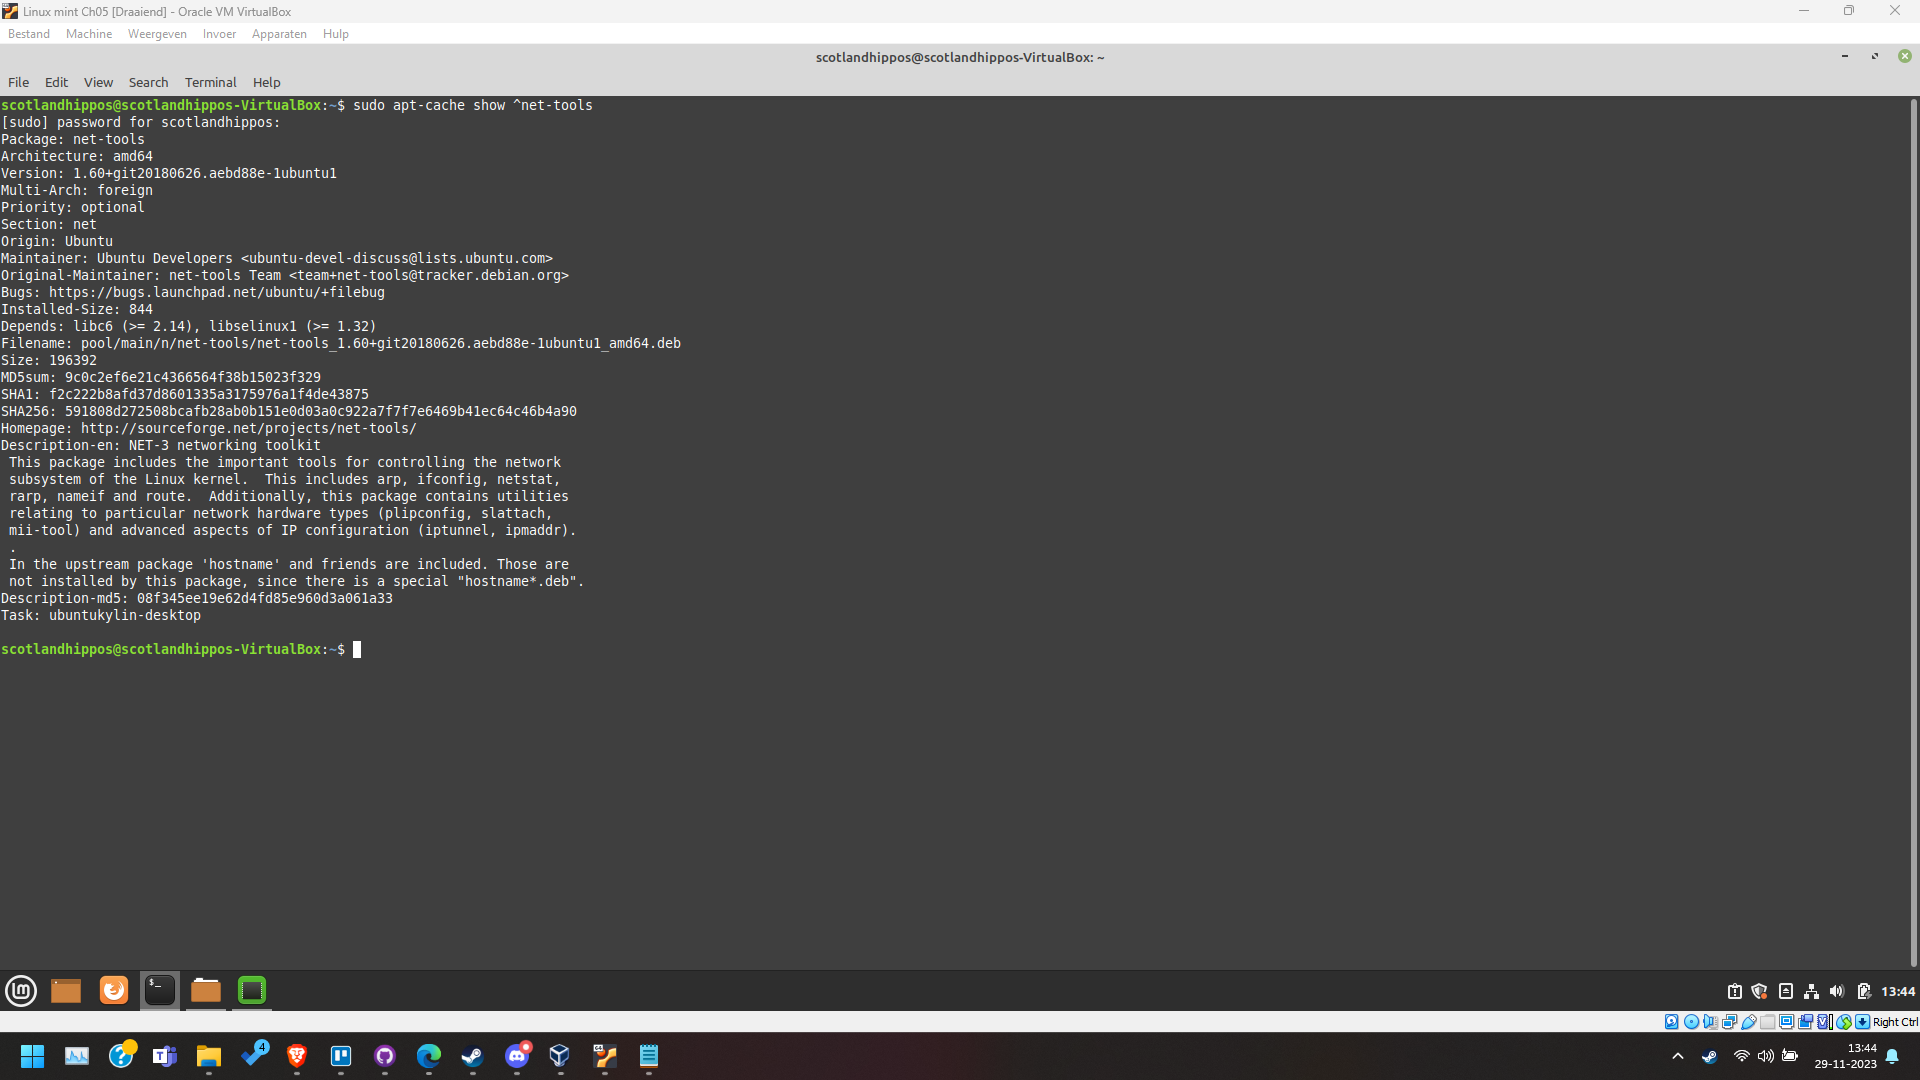 Linux mint Ch05 [Draaiend] - Oracle VM VirtualBox
Bestand Machine Weergeven Invoer Apparaten Hulp
scotlandhippos@scotlandhippos-VirtualBox: ~
File Edit View Search Terminal Help
scotlandhippos@scotlandhippos-VirtualBox:~$ sudo apt-cache show ^net-tools
[sudo] password for scotlandhippos:
Package: net-tools
Architecture: amd64
Version: 1.60+git20180626.aebd88e-1ubuntu1
Multi-Arch: foreign
Priority: optional
Section: net
Origin: Ubuntu
Maintainer: Ubuntu Developers <ubuntu-devel-discuss@lists.ubuntu.com>
Original-Maintainer: net-tools Team <team+net-tools@tracker.debian.org>
Bugs: https://bugs.launchpad.net/ubuntu/+filebug
Installed-Size: 844
Depends: libc6 (>= 2.14), libselinux1 (>= 1.32)
Filename: pool/main/n/net-tools/net-tools_1.60+git20180626.aebd88e-1ubuntu1_amd64.deb
Size: 196392
MD5sum: 9c0c2ef6e21c4366564f38b15023f329
SHA1: f2c222b8afd37d8601335a3175976a1f4de43875
SHA256: 591808d272508bcafb28ab0b151e0d03a0c922a7f7f7e6469b41ec64c46b4a90
Homepage: http://sourceforge.net/projects/net-tools/
Description-en: NET-3 networking toolkit
This package includes the important tools for controlling the network
subsystem of the Linux kernel.  This includes arp, ifconfig, netstat,
rarp, nameif and route.  Additionally, this package contains utilities
relating to particular network hardware types (plipconfig, slattach,
mii-tool) and advanced aspects of IP configuration (iptunnel, ipmaddr).
.
In the upstream package 'hostname' and friends are included. Those are
not installed by this package, since there is a special "hostname*.deb".
Description-md5: 08f345ee19e62d4fd85e960d3a061a33
Task: ubuntukylin-desktop
scotlandhippos@scotlandhippos-VirtualBox:~$
13:44
Right Ctrl
4
13:44
29-11-2023